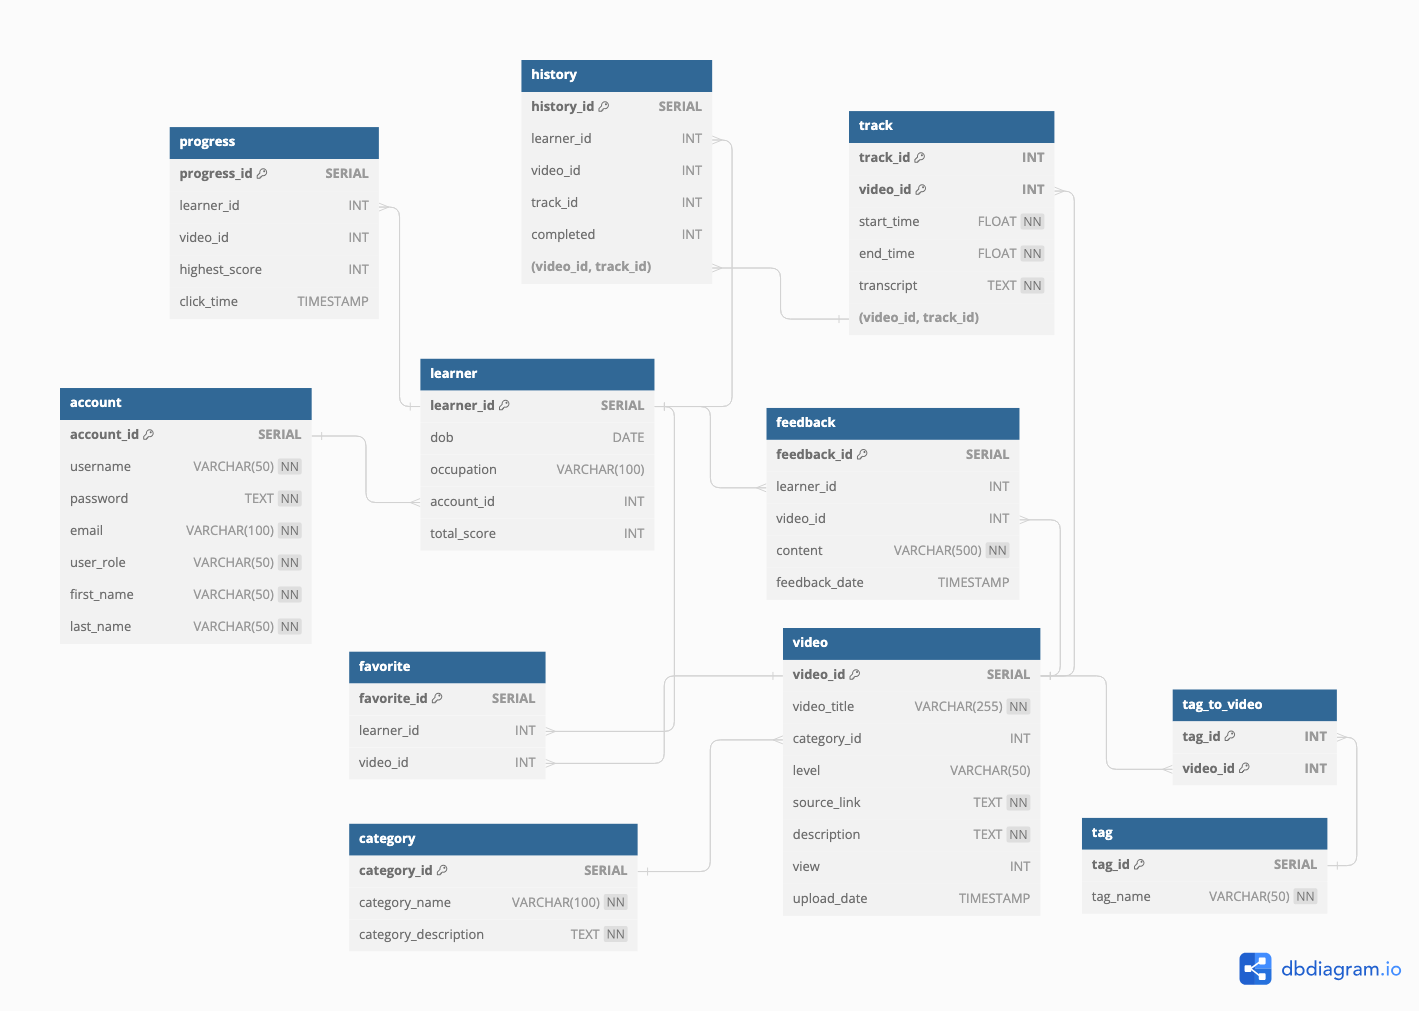 history
history_id SERIAL
learner_id INT
video_id INT
track_id INT
completed INT
(video_id, track_id)
track
track_id INT
video_id INT
start_time FLOAT NN
end_time FLOAT NN
transcript TEXT NN
(video_id, track_id)
progress
progress_id SERIAL
learner_id INT
video_id INT
highest_score INT
click_time TIMESTAMP
learner
learner_id SERIAL
dob DATE
occupation VARCHAR(100)
account_id INT
total_score INT
account
account_id SERIAL
username VARCHAR(50) NN
password TEXT NN
email VARCHAR(100) NN
user_role VARCHAR(50) NN
first_name VARCHAR(50) NN
last_name VARCHAR(50) NN
feedback
feedback_id SERIAL
learner_id INT
video_id INT
content VARCHAR(500) NN
feedback_date TIMESTAMP
favorite
favorite_id SERIAL
learner_id INT
video_id INT
video
video_id SERIAL
video_title VARCHAR(255) NN
category_id INT
level VARCHAR(50)
source_link TEXT NN
description TEXT NN
view INT
upload_date TIMESTAMP
tag_to_video
tag_id INT
video_id INT
category
category_id SERIAL
category_name VARCHAR(100) NN
category_description TEXT NN
tag
tag_id SERIAL
tag_name VARCHAR(50) NN
dbdiagram.io